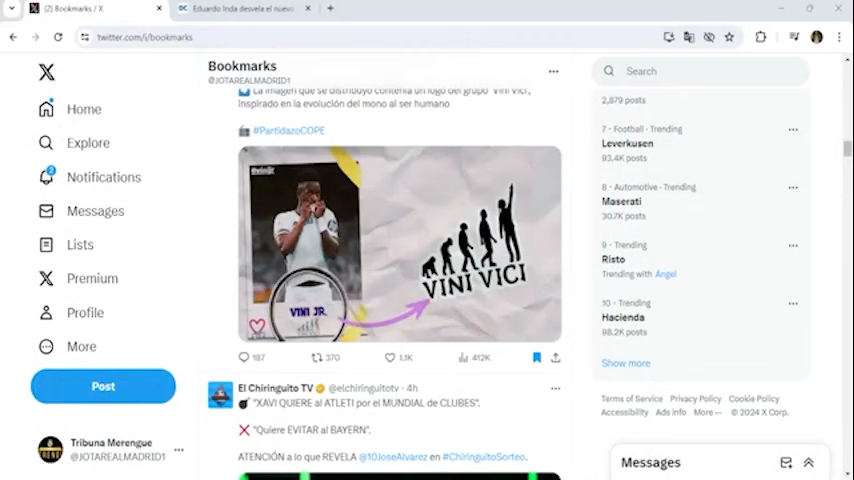 (2) Bookmarks / X
Eduardo Inda desvela el nuevo
twitter.com/i/bookmarks
Home
Explore
2
Notifications
Messages
Lists
Premium
Profile
More
Post
Tribuna Merengue
@JOTAREALMADRID1
Bookmarks
@JOTAREALMADRID1
La imagen que se distribuyó contenía un logo del grupo 'Vini Vici',
inspirado en la evolución del mono al ser humano
#PartidazoCOPE
@vinijr
VINI JR.
VINI VICI
187
370
1.1K
412K
El Chiringuito TV @elchiringuitotv · 4h
"XAVI QUIERE al ATLETI por el MUNDIAL de CLUBES".
"Quiere EVITAR al BAYERN".
ATENCIÓN a lo que REVELA @10JoseAlvarez en #ChiringuitoSorteo.
Search
2,879 posts
7 · Football · Trending
Leverkusen
93.4K posts
8 · Automotive · Trending
Maserati
30.7K posts
9 · Trending
Risto
Trending with Angel
10 · Trending
Hacienda
98.2K posts
Show more
Terms of Service Privacy Policy Cookie Policy
Accessibility Ads info More ··· © 2024 X Corp.
Messages